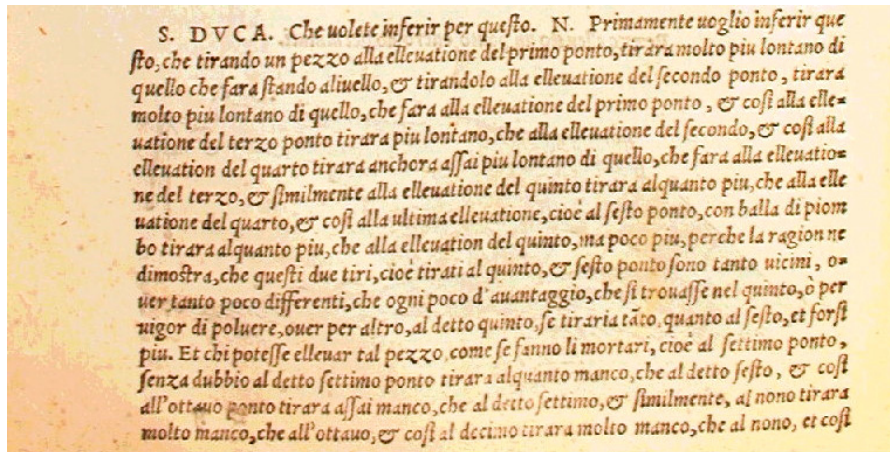 S. DVCA. Che uolete inferir per questo. N. Primamente uoglio inferir que
sto, che tirando un pezzo alla elleuatione del primo ponto, tirara molto piu lontano di
quello che fara stando aliuello, & tirandolo alla elleuatione del secondo ponto, tirara
molto piu lontano di quello, che fara alla elleuatione del primo ponto, & cosi alla elle=
uatione del terzo ponto tirara piu lontano, che alla elleuatione del secondo, & cosi alla
elleuation del quarto tirara anchora assai piu lontano di quello, che fara alla elleuatio=
ne del terzo, & similmente alla elleuatione del quinto tirara alquanto piu, che alla elle
uatione del quarto, & cosi alla ultima elleuatione, cioè al sesto ponto, con balla di piom
bo tirara alquanto piu, che alla elleuation del quinto, ma poco piu, perche la ragion ne
dimostra, che questi due tiri, cioè tirati al quinto, & sesto ponto sono tanto uicini, o=
uer tanto poco differenti, che ogni poco d'auantaggio, che si trouasse nel quinto, ò per
uigor di poluere, ouer per altro, al detto quinto, se tiraria tãto, quanto al sesto, et forsi
piu. Et chi potesse elleuar tal pezzo, come se fanno li mortari, cioè al settimo ponto,
senza dubbio al detto settimo ponto tirara alquanto manco, che al detto sesto, & cosi
all'ottauo ponto tirara assai manco, che al detto settimo, & similmente, al nono tirara
molto manco, che all'ottauo, & cosi al decimo tirara molto manco, che al nono, et cosi